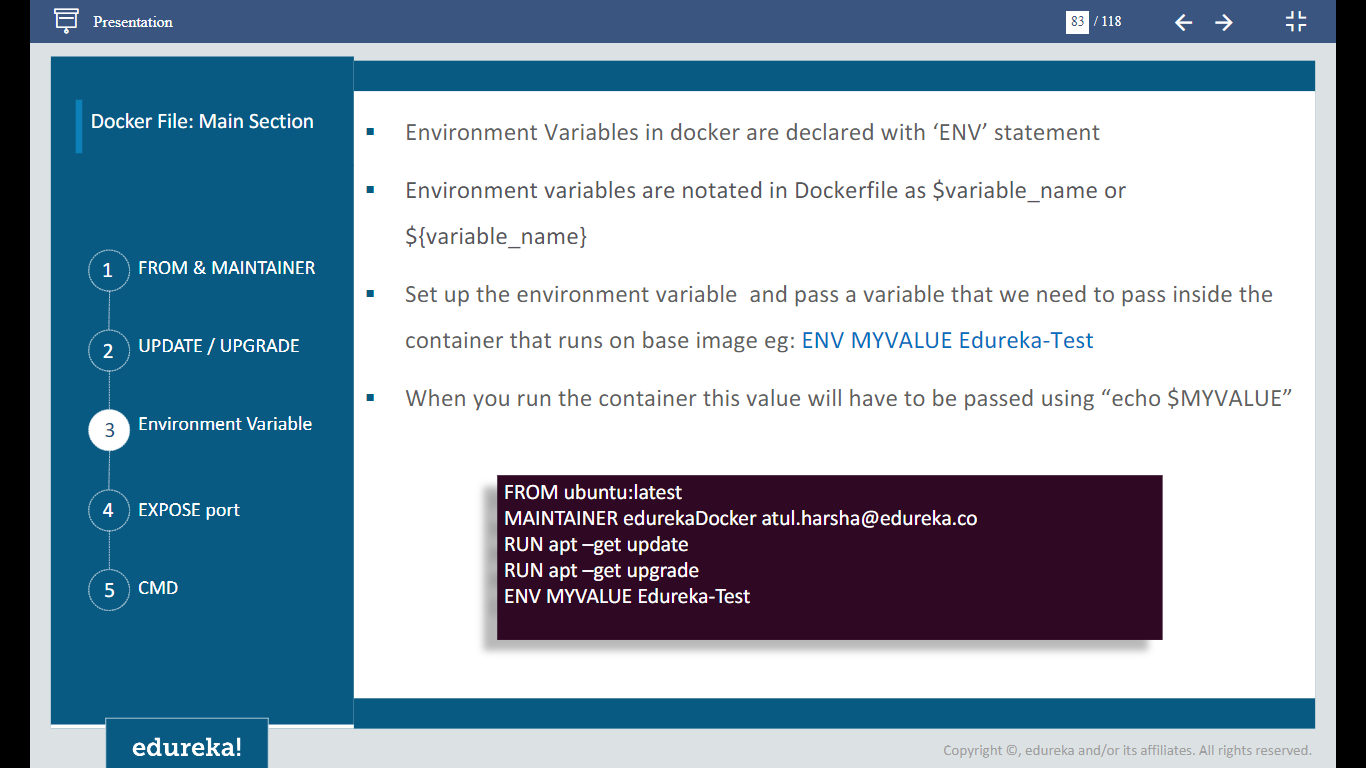 Presentation
83 / 118
Docker File: Main Section
1 FROM & MAINTAINER
2 UPDATE / UPGRADE
3 Environment Variable
4 EXPOSE port
5 CMD
edureka!
▪ Environment Variables in docker are declared with ‘ENV’ statement
▪ Environment variables are notated in Dockerfile as $variable_name or
${variable_name}
▪ Set up the environment variable  and pass a variable that we need to pass inside the
container that runs on base image eg: ENV MYVALUE Edureka-Test
▪ When you run the container this value will have to be passed using “echo $MYVALUE”
FROM ubuntu:latest
MAINTAINER edurekaDocker atul.harsha@edureka.co
RUN apt –get update
RUN apt –get upgrade
ENV MYVALUE Edureka-Test
Copyright ©, edureka and/or its affiliates. All rights reserved.